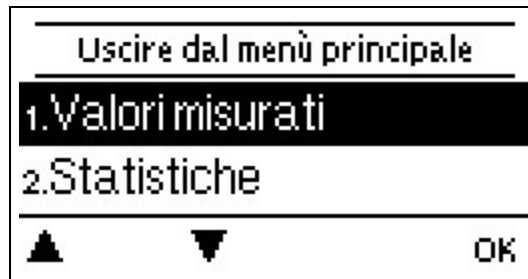 Uscire dal menù principale
1.Valori misurati
2.Statistiche
▲ ▼ OK